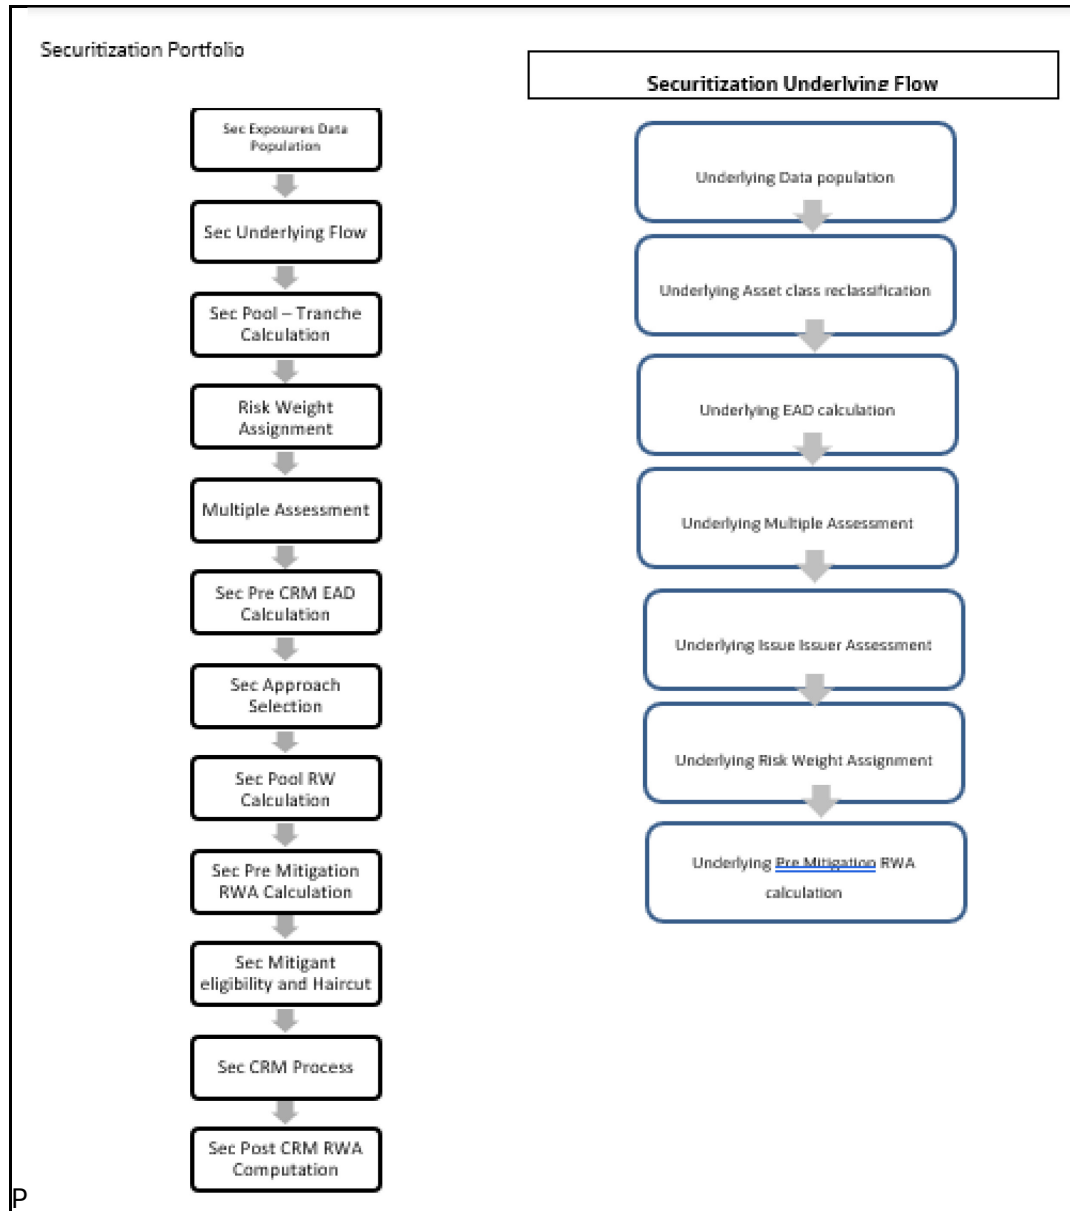 Securitization Portfolio
Sec Exposures Data
Population
Sec Underlying Flow
Sec Pool – Tranche
Calculation
Risk Weight
Assignment
Multiple Assessment
Sec Pre CRM EAD
Calculation
Sec Approach
Selection
Sec Pool RW
Calculation
Sec Pre Mitigation
RWA Calculation
Sec Mitigant
eligibility and Haircut
Sec CRM Process
Sec Post CRM RWA
Computation
P
Securitization Underlying Flow
Underlying Data population
Underlying Asset class reclassification
Underlying EAD calculation
Underlying Multiple Assessment
Underlying Issue Issuer Assessment
Underlying Risk Weight Assignment
Underlying Pre Mitigation RWA
calculation